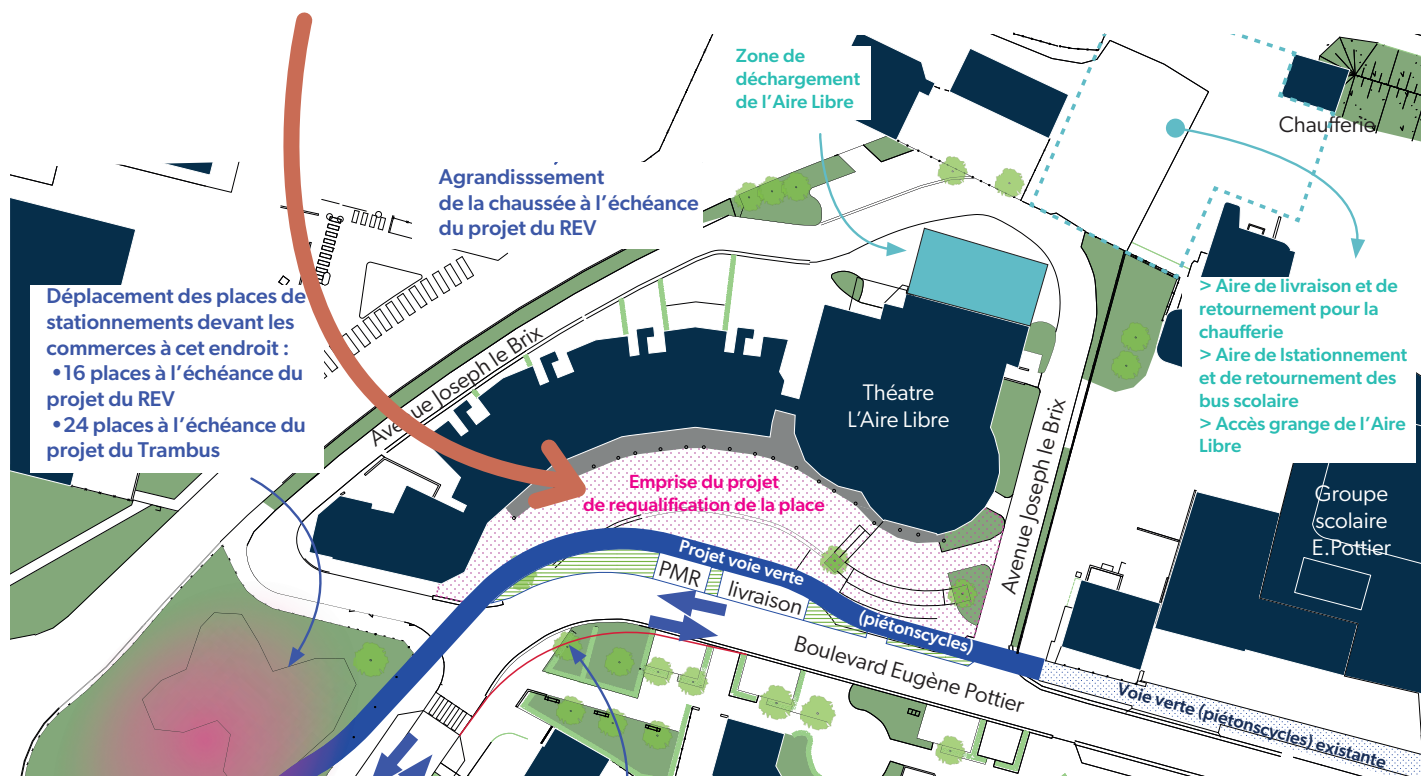 Zone de
déchargement
de l'Aire Libre
Chaufferie
Agrandisssement
de la chaussée à l'échéance
du projet du REV
Déplacement des places de
stationnements devant les
commerces à cet endroit :
•16 places à l'échéance du
projet du REV
•24 places à l'échéance du
projet du Trambus
> Aire de livraison et de
retournement pour la
chaufferie
> Aire de lstationnement
et de retournement des
bus scolaire
> Accès grange de l'Aire
Libre
Avenue Joseph le Brix
Théatre
L'Aire Libre
Emprise du projet
de requalification de la place
Avenue Joseph le Brix
Groupe
scolaire
E.Pottier
Projet voie verte
(piétonscycles)
PMR
livraison
Boulevard Eugène Pottier
Voie verte (piétonscycles) existante